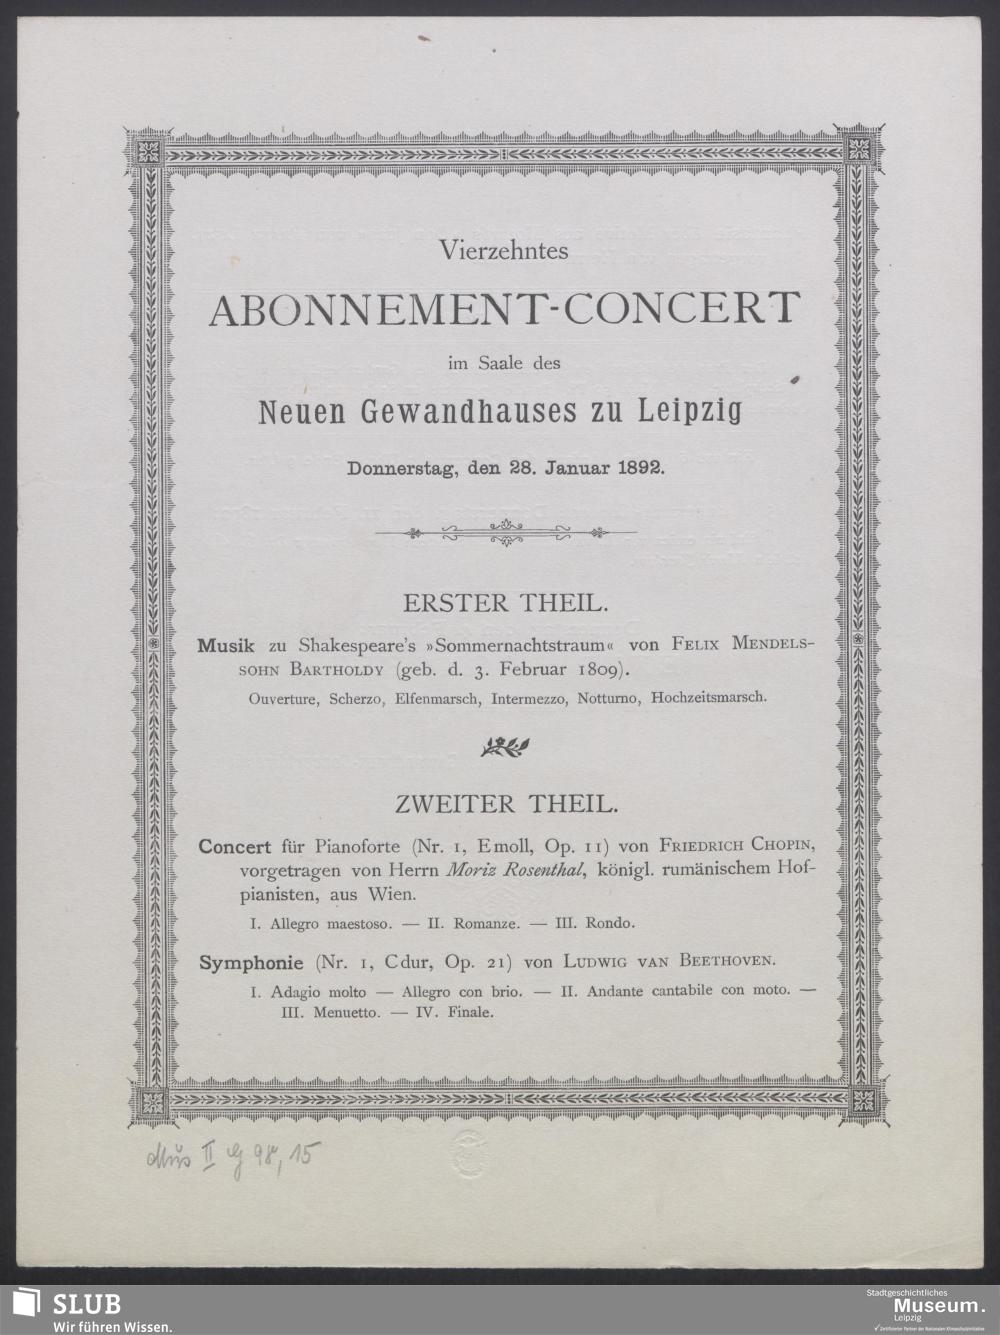 Vierzehntes
ABONNEMENT-CONCERT
im Saale des
Neuen Gewandhauses zu Leipzig
Donnerstag, den 28. Januar 1892.
ERSTER THEIL.
Musik zu Shakespeare's »Sommernachtstraum« von FELIX MENDELS-
SOHN BARTHOLDY (geb. d. 3. Februar 1809).
Ouverture, Scherzo, Elfenmarsch, Intermezzo, Notturno, Hochzeitsmarsch.
ZWEITER THEIL.
Concert für Pianoforte (Nr. 1, Emoll, Op. 11) von FRIEDRICH CHOPIN,
vorgetragen von Herrn Moriz Rosenthal, königl. rumänischem Hof-
pianisten, aus Wien.
I. Allegro maestoso. — II. Romanze. — III. Rondo.
Symphonie (Nr. 1, Cdur, Op. 21) von LUDWIG VAN BEETHOVEN.
I. Adagio molto — Allegro con brio. — II. Andante cantabile con moto. —
III. Menuetto. — IV. Finale.
Mus II G 98, 15
SLUB
Wir führen Wissen.
Stadtgeschichtliches
Museum.
Leipzig